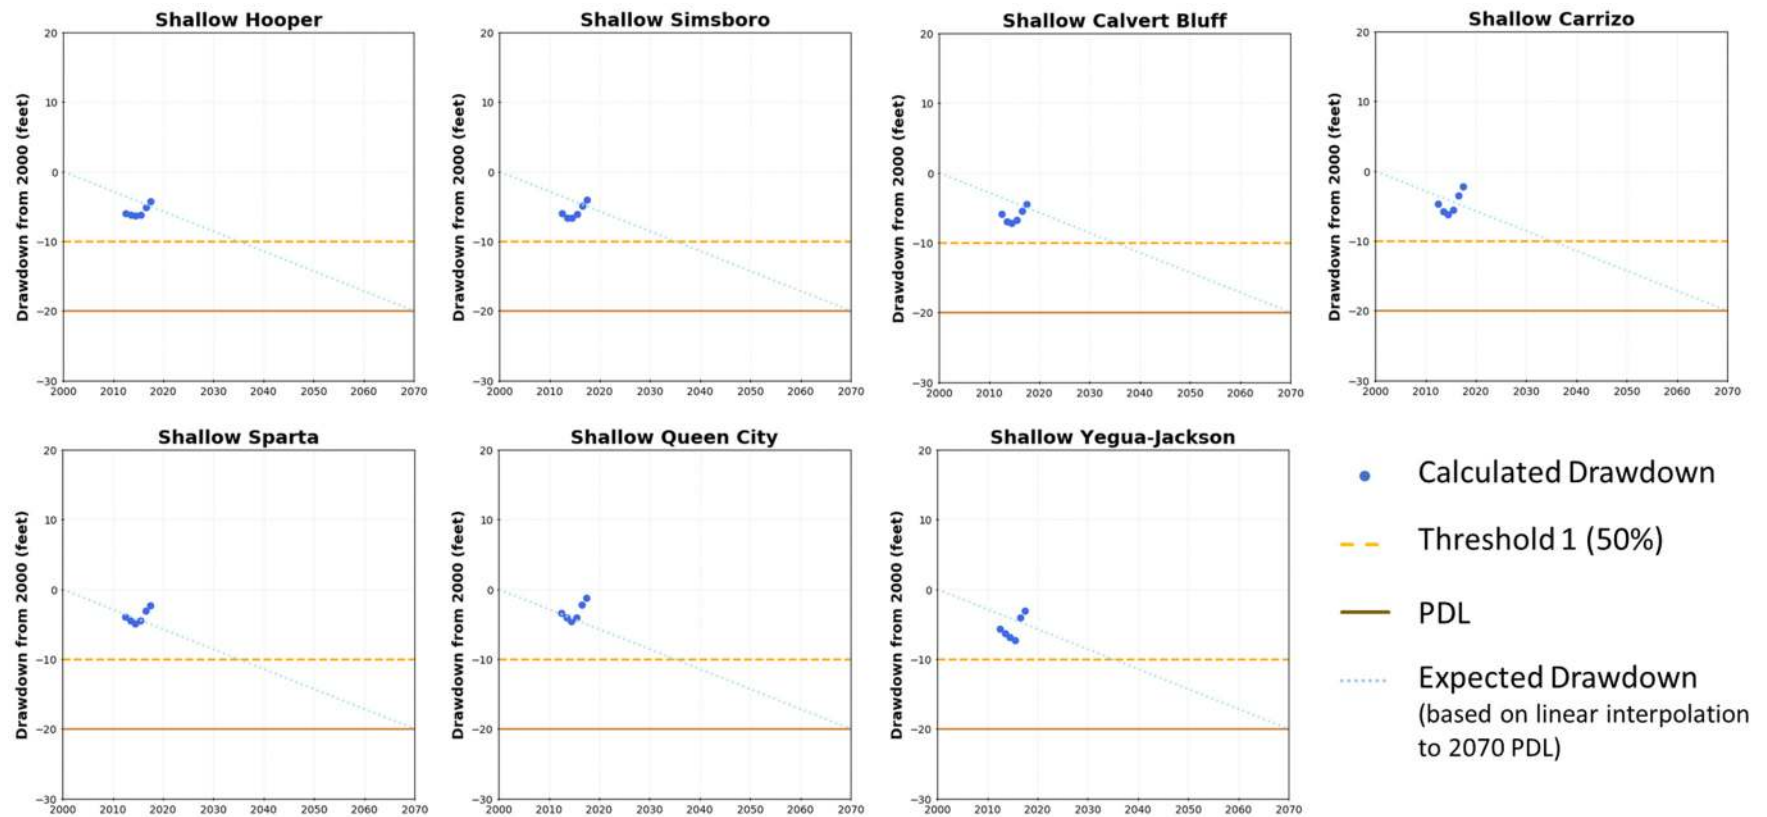 Shallow Hooper
Drawdown from 2000 (feet)
20
10
0
−10
−20
−30
2000 2010 2020 2030 2040 2050 2060 2070
Shallow Simsboro
Drawdown from 2000 (feet)
20
10
0
−10
−20
−30
2000 2010 2020 2030 2040 2050 2060 2070
Shallow Calvert Bluff
Drawdown from 2000 (feet)
20
10
0
−10
−20
−30
2000 2010 2020 2030 2040 2050 2060 2070
Shallow Carrizo
Drawdown from 2000 (feet)
20
10
0
−10
−20
−30
2000 2010 2020 2030 2040 2050 2060 2070
Shallow Sparta
Drawdown from 2000 (feet)
20
10
0
−10
−20
−30
2000 2010 2020 2030 2040 2050 2060 2070
Shallow Queen City
Drawdown from 2000 (feet)
20
10
0
−10
−20
−30
2000 2010 2020 2030 2040 2050 2060 2070
Shallow Yegua-Jackson
Drawdown from 2000 (feet)
20
10
0
−10
−20
−30
2000 2010 2020 2030 2040 2050 2060 2070
Calculated Drawdown
Threshold 1 (50%)
PDL
Expected Drawdown
(based on linear interpolation
to 2070 PDL)